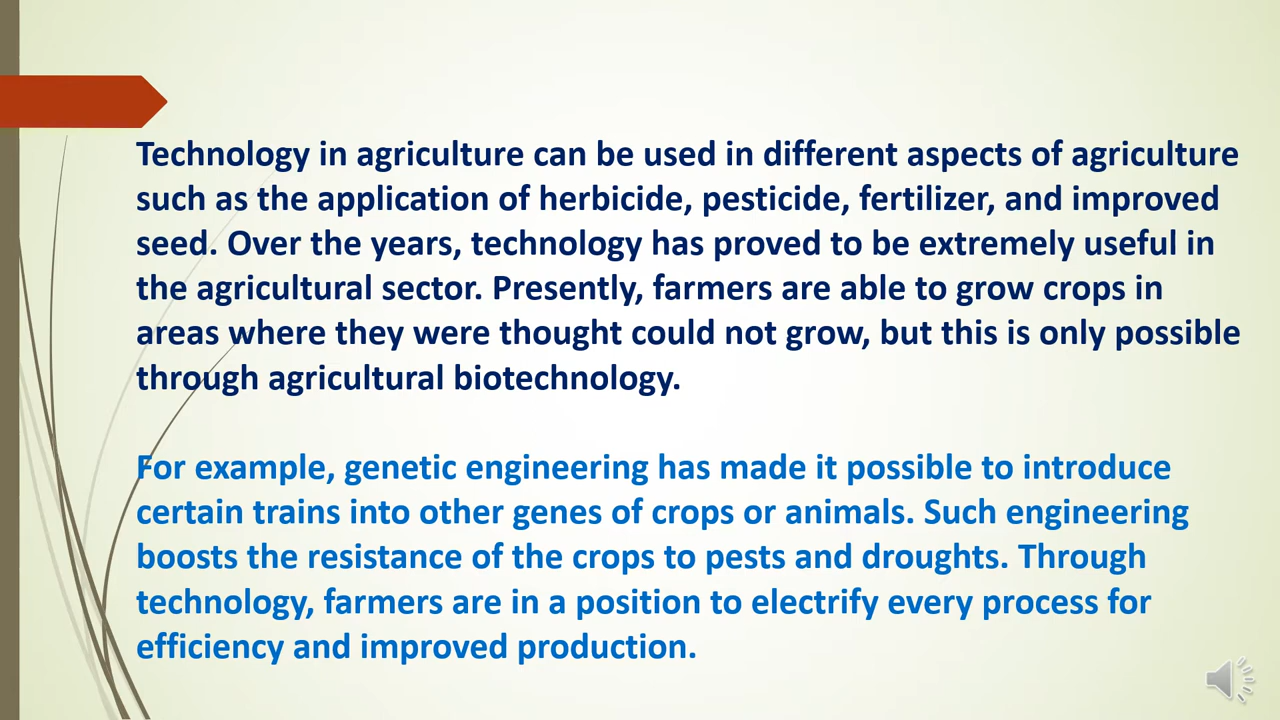 Technology in agriculture can be used in different aspects of agriculture
such as the application of herbicide, pesticide, fertilizer, and improved
seed. Over the years, technology has proved to be extremely useful in
the agricultural sector. Presently, farmers are able to grow crops in
areas where they were thought could not grow, but this is only possible
through agricultural biotechnology.
For example, genetic engineering has made it possible to introduce
certain trains into other genes of crops or animals. Such engineering
boosts the resistance of the crops to pests and droughts. Through
technology, farmers are in a position to electrify every process for
efficiency and improved production.